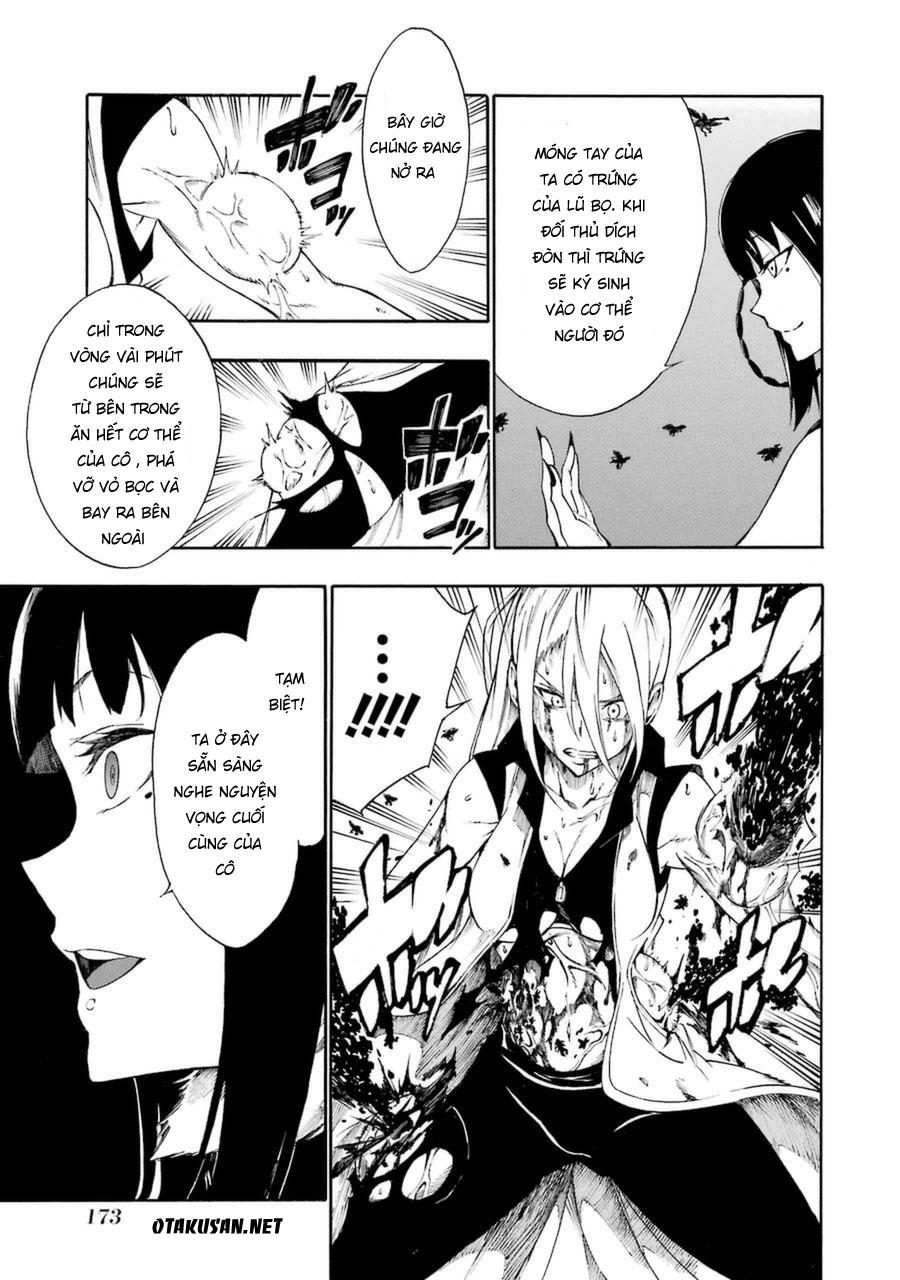 MÓNG TAY CỦA
TA CÓ TRỨNG
CỦA LŨ BỌ. KHI
ĐỐI THỦ DÍCH
ĐÒN THÌ TRỨNG
SẼ KÝ SINH
VÀO CƠ THỂ
NGƯỜI ĐÓ
BÂY GIỜ
CHÚNG ĐANG
NỞ RA
CHỈ TRONG
VÒNG VÀI PHÚT
CHÚNG SẼ
TỪ BÊN TRONG
ĂN HẾT CƠ THỂ
CỦA CÔ , PHÁ
VỠ VỎ BỌC VÀ
BAY RA BÊN
NGOÀI
...
!!!!
TẠM
BIỆT!
TA Ở ĐÂY
SẴN SÀNG
NGHE NGUYỆN
VỌNG CUỐI
CÙNG CỦA
CÔ
173
OTAKUSAN.NET